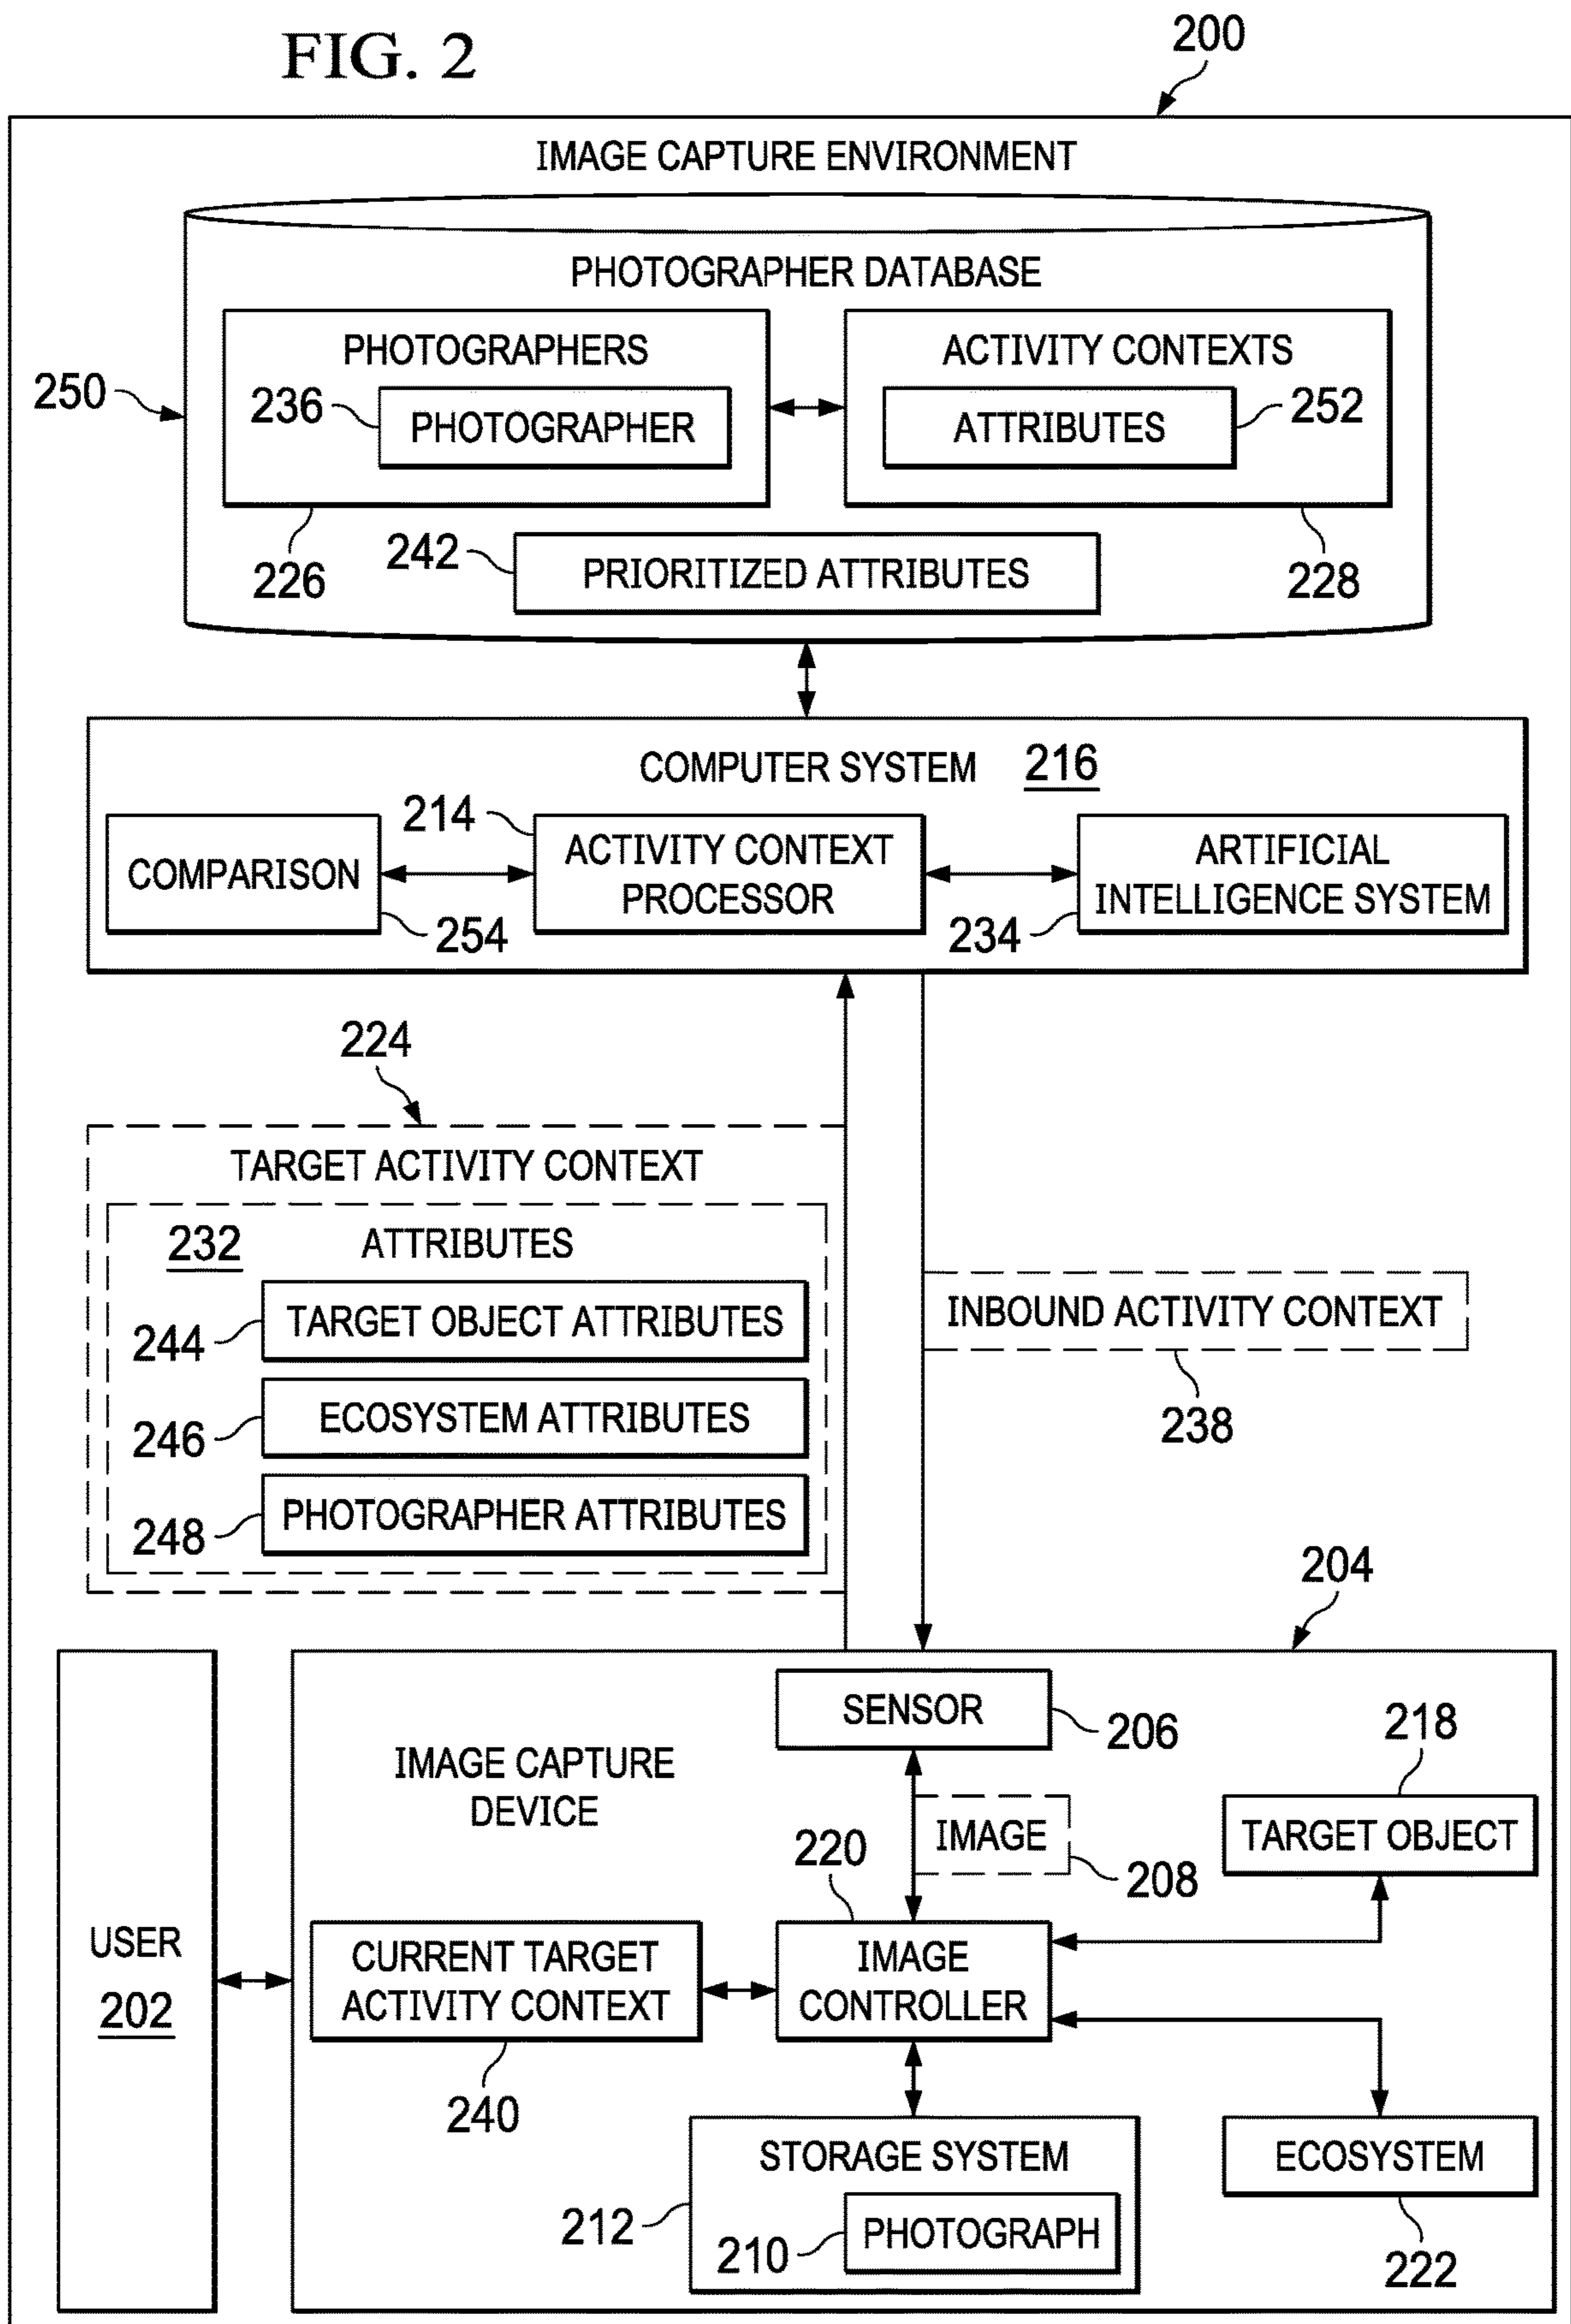 FIG. 2
200
IMAGE CAPTURE ENVIRONMENT
PHOTOGRAPHER DATABASE
250
PHOTOGRAPHERS
236
PHOTOGRAPHER
226
ACTIVITY CONTEXTS
ATTRIBUTES
252
228
242
PRIORITIZED ATTRIBUTES
COMPUTER SYSTEM 216
COMPARISON
254
214
ACTIVITY CONTEXT
PROCESSOR
ARTIFICIAL
INTELLIGENCE SYSTEM
234
224
TARGET ACTIVITY CONTEXT
232
ATTRIBUTES
TARGET OBJECT ATTRIBUTES
244
ECOSYSTEM ATTRIBUTES
246
PHOTOGRAPHER ATTRIBUTES
248
INBOUND ACTIVITY CONTEXT
238
204
USER
202
IMAGE CAPTURE
DEVICE
SENSOR
206
IMAGE
208
218
TARGET OBJECT
220
IMAGE
CONTROLLER
CURRENT TARGET
ACTIVITY CONTEXT
240
STORAGE SYSTEM
212
PHOTOGRAPH
210
ECOSYSTEM
222